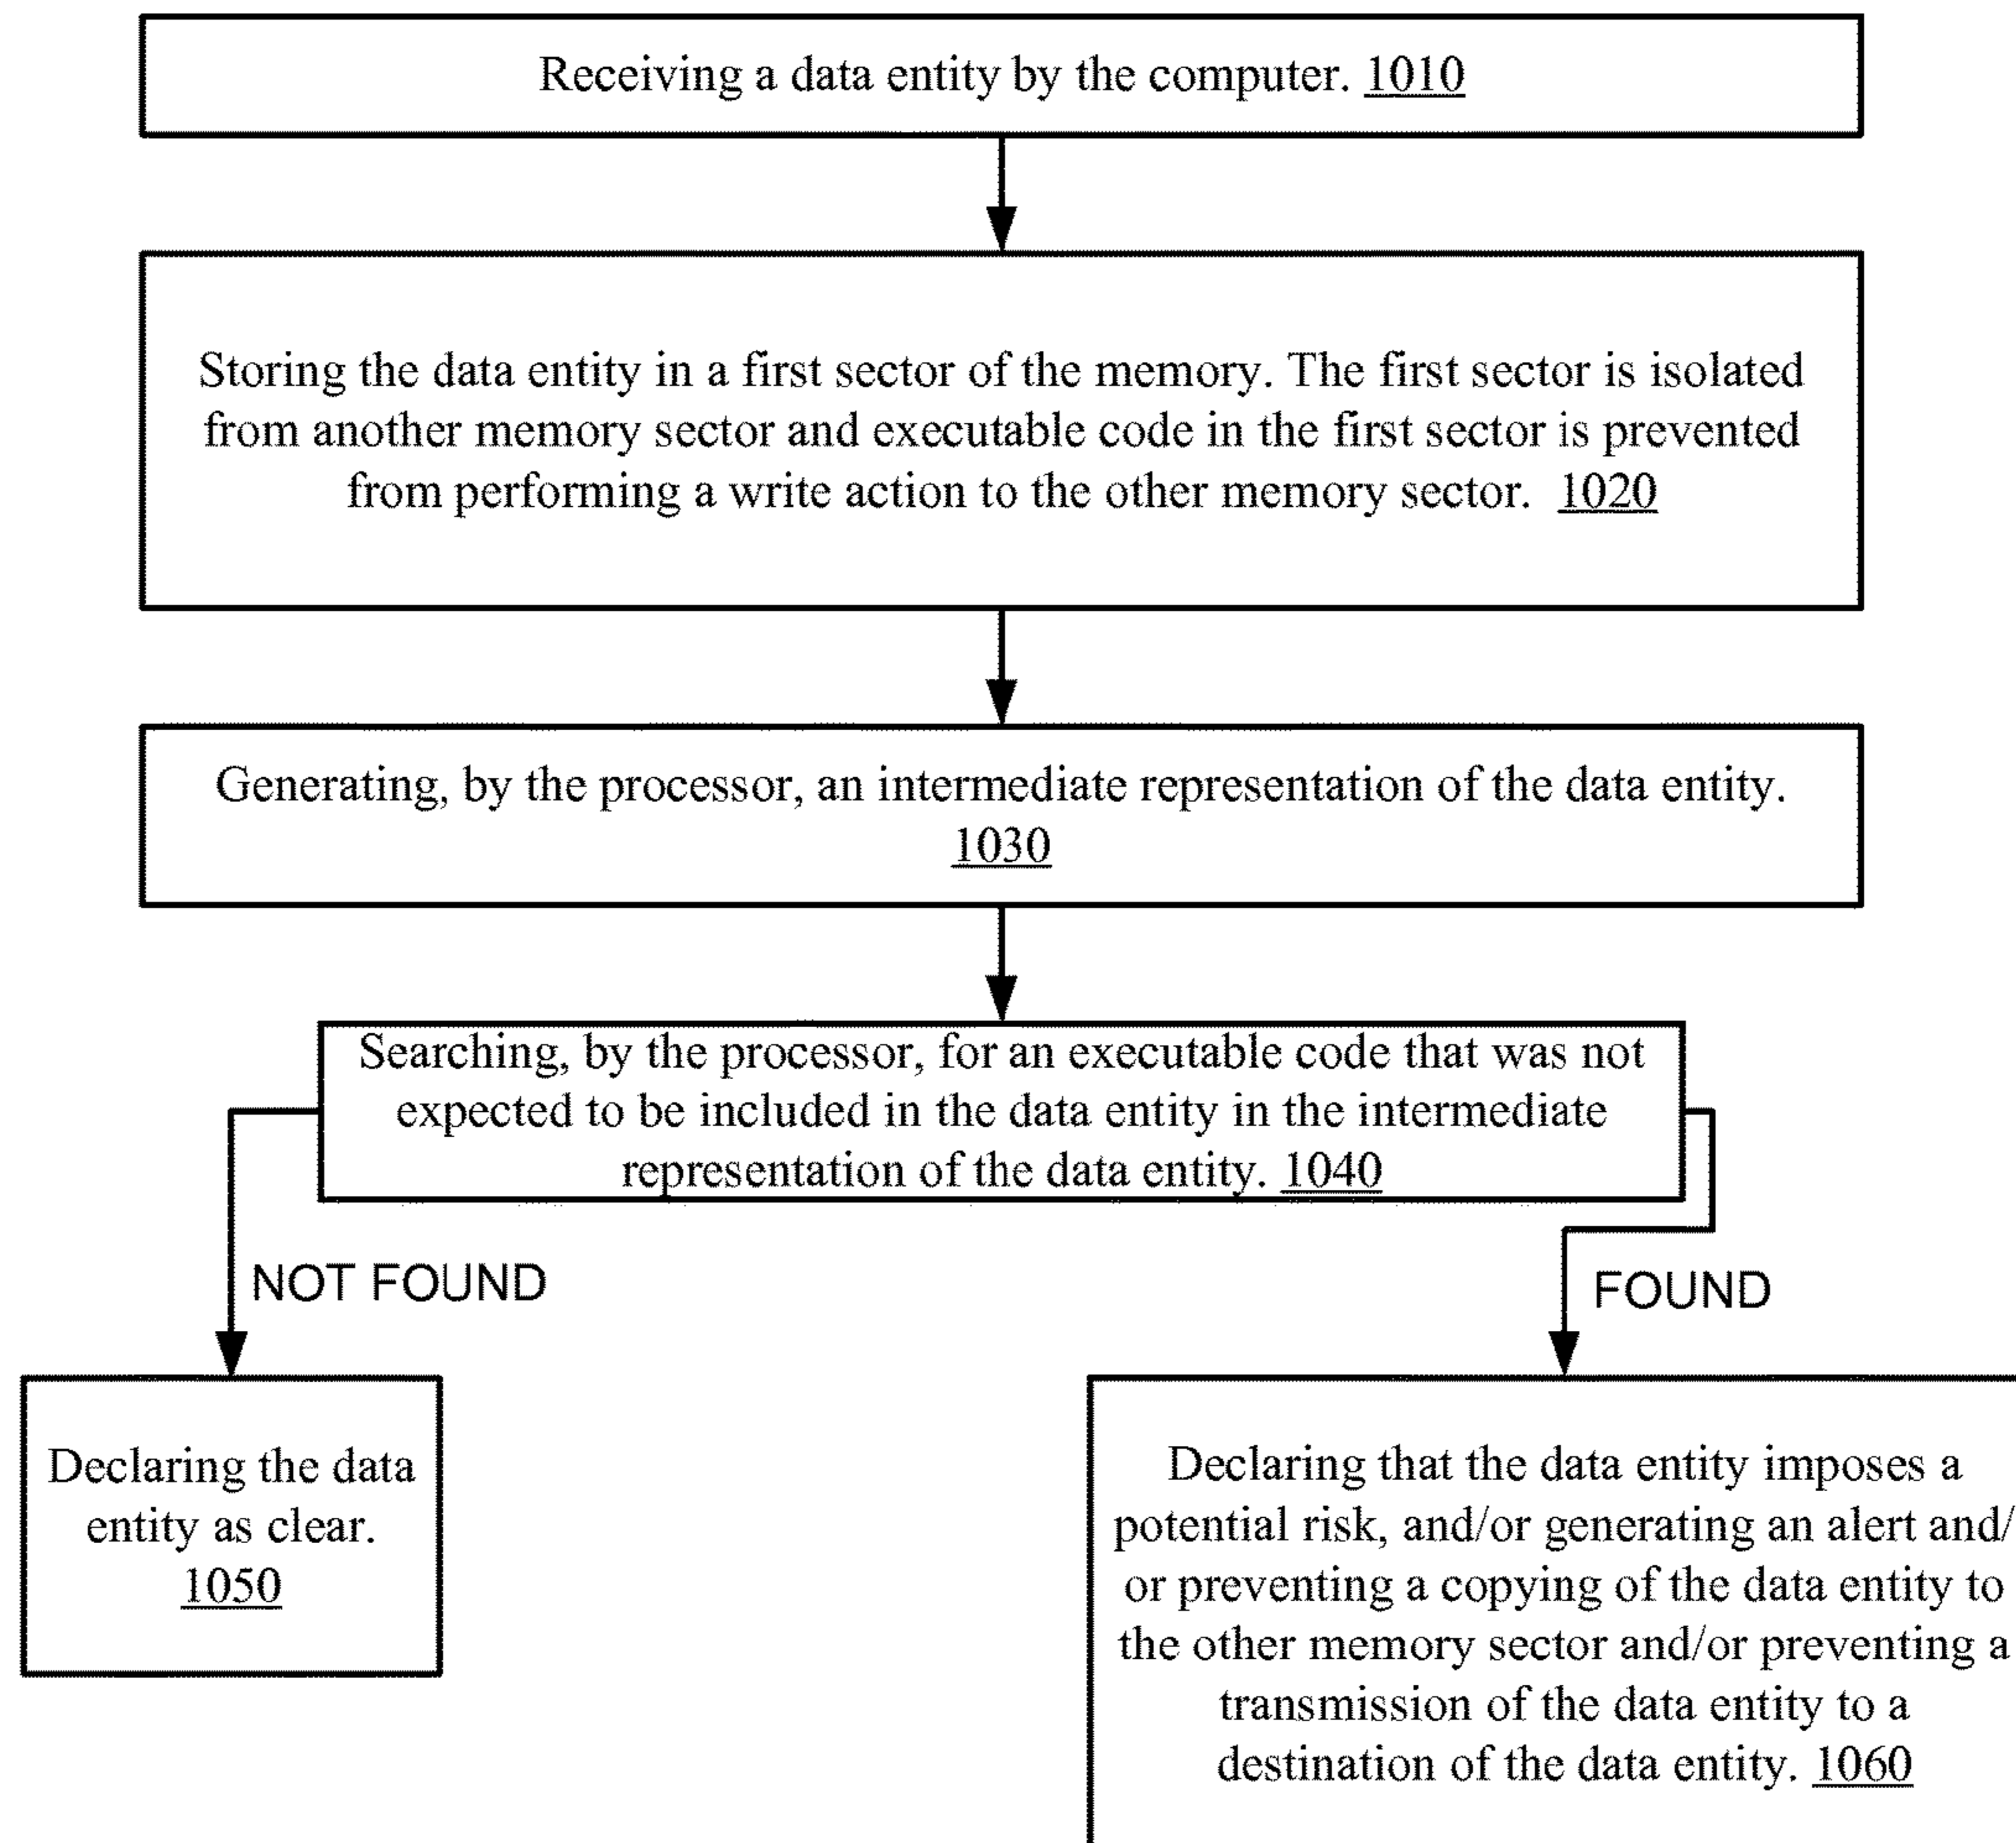 Receiving a data entity by the computer. 1010
Storing the data entity in a first sector of the memory. The first sector is isolated
from another memory sector and executable code in the first sector is prevented
from performing a write action to the other memory sector. 1020
Generating, by the processor, an intermediate representation of the data entity.
1030
Searching, by the processor, for an executable code that was not
expected to be included in the data entity in the intermediate
representation of the data entity. 1040
NOT FOUND
FOUND
Declaring the data
entity as clear.
1050
Declaring that the data entity imposes a
potential risk, and/or generating an alert and/
or preventing a copying of the data entity to
the other memory sector and/or preventing a
transmission of the data entity to a
destination of the data entity. 1060